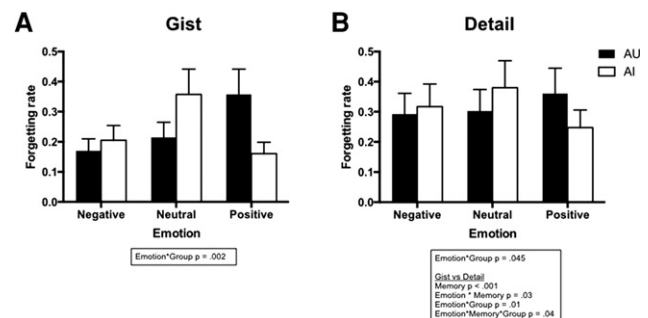 A
Gist
Forgetting rate
0.5
0.4
0.3
0.2
0.1
0.0
Negative Neutral Positive
Emotion
Emotion*Group p = .002
B
Detail
AU
AI
Forgetting rate
0.5
0.4
0.3
0.2
0.1
0.0
Negative Neutral Positive
Emotion
Emotion*Group p = .045
Gist vs Detail
Memory p < .001
Emotion * Memory p = .03
Emotion*Group p = .01
Emotion*Memory*Group p = .04